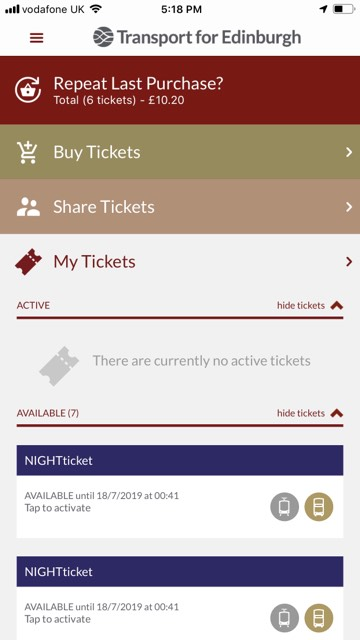 vodafone UK 5:18 PM
Transport for Edinburgh
Repeat Last Purchase?
Total (6 tickets) - £10.20
Buy Tickets
Share Tickets
My Tickets
ACTIVE hide tickets
There are currently no active tickets
AVAILABLE (7) hide tickets
NIGHTticket
AVAILABLE until 18/7/2019 at 00:41
Tap to activate
NIGHTticket
AVAILABLE until 18/7/2019 at 00:41
Tap to activate